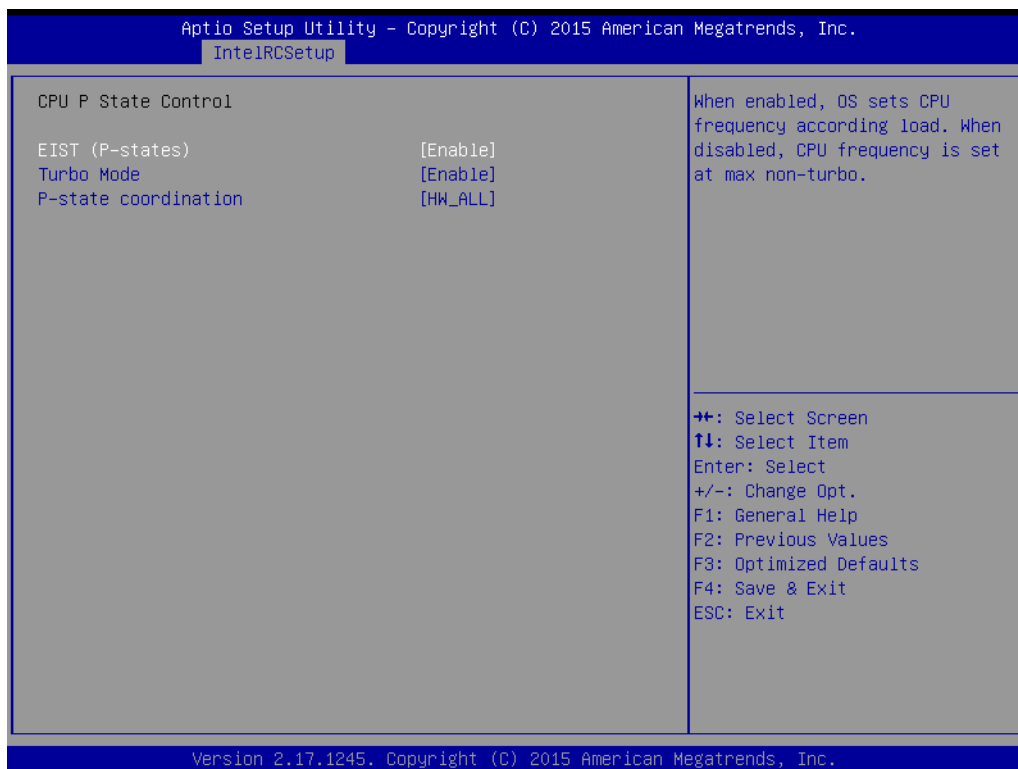 Aptio Setup Utility – Copyright (C) 2015 American Megatrends, Inc.
IntelRCSetup
CPU P State Control
EIST (P-states) [Enable]
Turbo Mode [Enable]
P-state coordination [HW_ALL]
When enabled, OS sets CPU
frequency according load. When
disabled, CPU frequency is set
at max non-turbo.
→←: Select Screen
↑↓: Select Item
Enter: Select
+/-: Change Opt.
F1: General Help
F2: Previous Values
F3: Optimized Defaults
F4: Save & Exit
ESC: Exit
Version 2.17.1245. Copyright (C) 2015 American Megatrends, Inc.